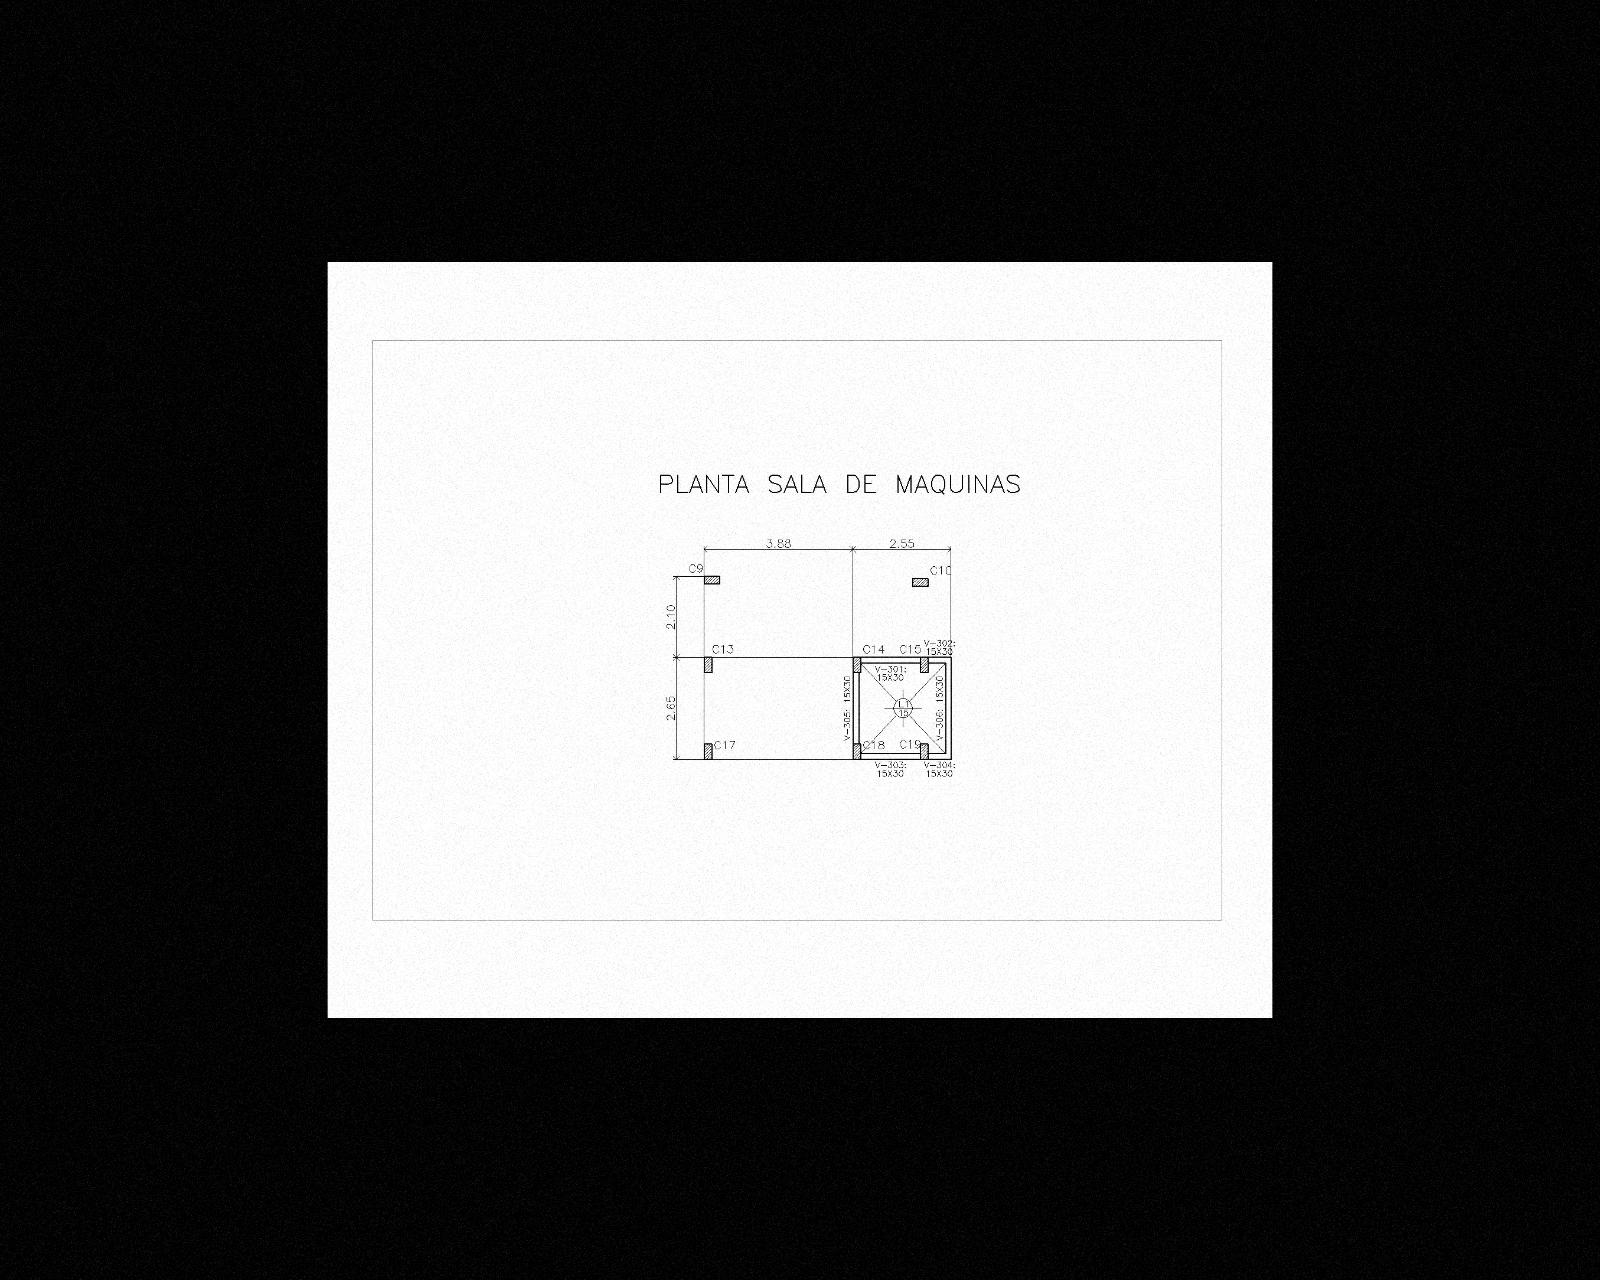 PLANTA SALA DE MAQUINAS
3.88
2.55
C9
C10
2.10
C13
C14
C15
V-302:
15X30
V-301:
15X30
2.65
V-305: 15X30
L1
15
V-306: 15X30
C17
C18
C19
V-303:
15X30
V-304:
15X30